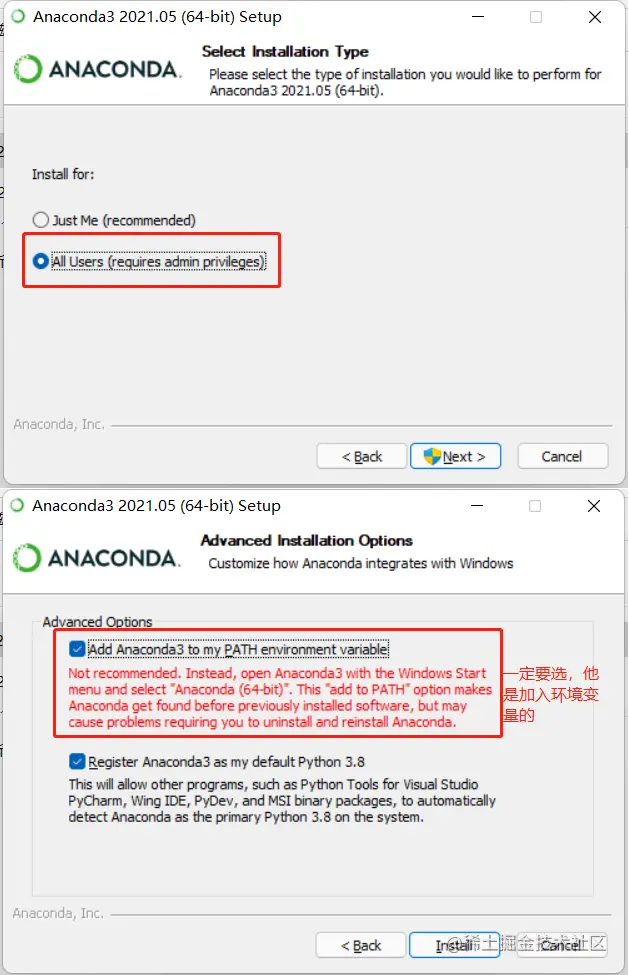 Anaconda3 2021.05 (64-bit) Setup
ANACONDA.
Select Installation Type
Please select the type of installation you would like to perform for
Anaconda3 2021.05 (64-bit).
Install for:
Just Me (recommended)
All Users (requires admin privileges)
Anaconda, Inc.
< Back
Next >
Cancel
Anaconda3 2021.05 (64-bit) Setup
ANACONDA.
Advanced Installation Options
Customize how Anaconda integrates with Windows
Advanced Options
Add Anaconda3 to my PATH environment variable
Not recommended. Instead, open Anaconda3 with the Windows Start
menu and select "Anaconda (64-bit)". This "add to PATH" option makes
Anaconda get found before previously installed software, but may
cause problems requiring you to uninstall and reinstall Anaconda.
一定要选，他
是加入环境变
量的
Register Anaconda3 as my default Python 3.8
This will allow other programs, such as Python Tools for Visual Studio
PyCharm, Wing IDE, PyDev, and MSI binary packages, to automatically
detect Anaconda as the primary Python 3.8 on the system.
Anaconda, Inc.
< Back
Install
Cancel
@稀土掘金技术社区